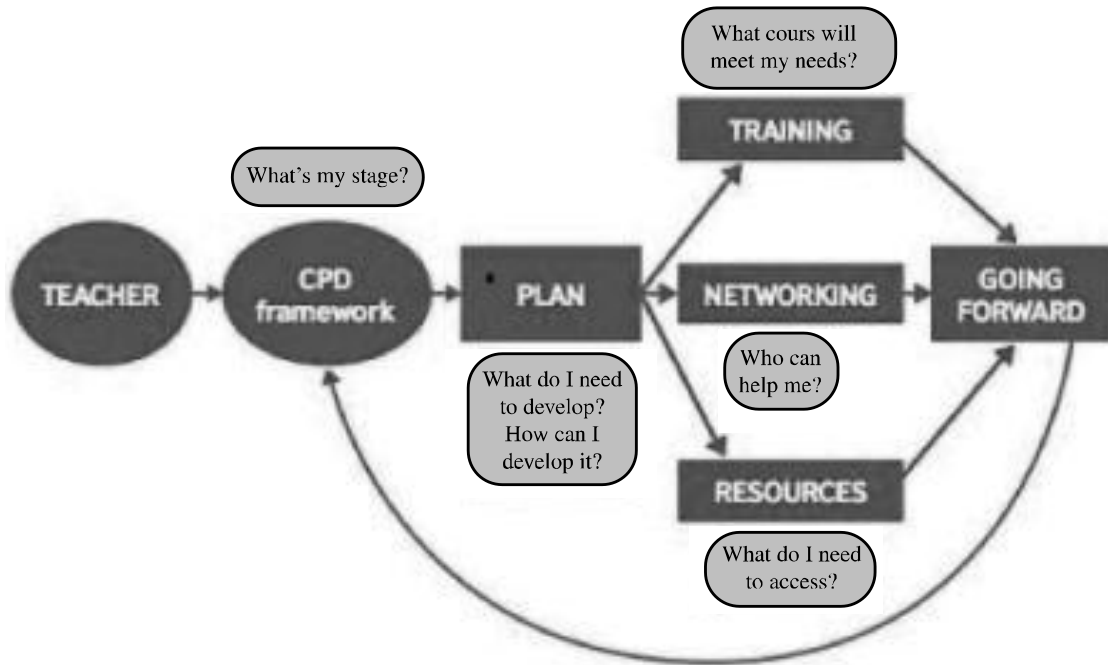 What cours will
meet my needs?
TRAINING
What's my stage?
TEACHER
CPD
framework
PLAN
What do I need
to develop?
How can I
develop it?
NETWORKING
Who can
help me?
RESOURCES
What do I need
to access?
GOING
FORWARD